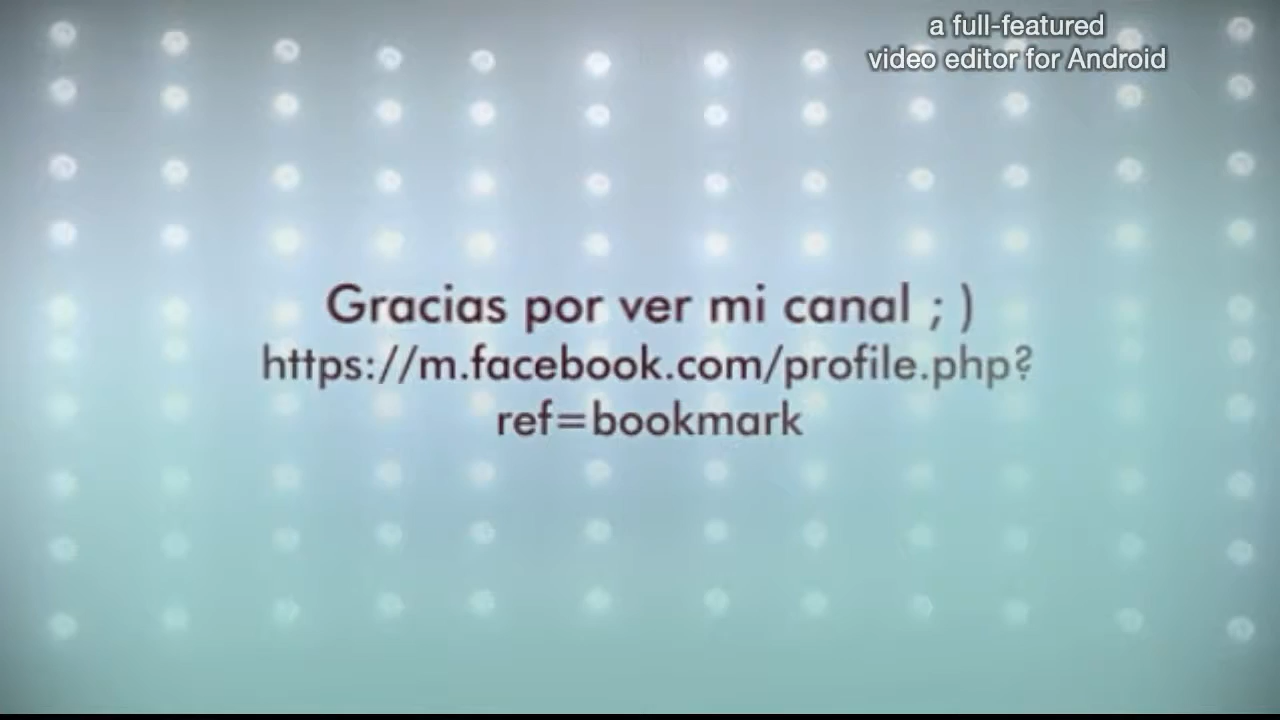 a full-featured
video editor for Android
Gracias por ver mi canal ; )
https://m.facebook.com/profile.php?
ref=bookmark